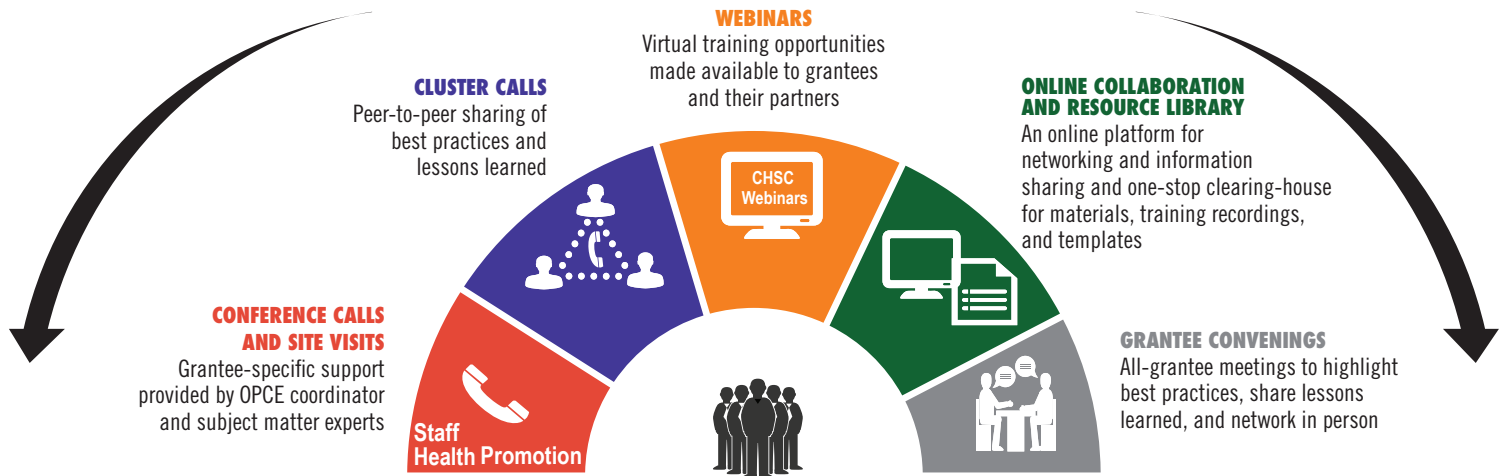 WEBINARS
Virtual training opportunities
made available to grantees
and their partners
CLUSTER CALLS
Peer-to-peer sharing of
best practices and
lessons learned
ONLINE COLLABORATION
AND RESOURCE LIBRARY
An online platform for
networking and information
sharing and one-stop clearing-house
for materials, training recordings,
and templates
CHSC
Webinars
CONFERENCE CALLS
AND SITE VISITS
Grantee-specific support
provided by OPCE coordinator
and subject matter experts
GRANTEE CONVENINGS
All-grantee meetings to highlight
best practices, share lessons
learned, and network in person
Staff
Health Promotion